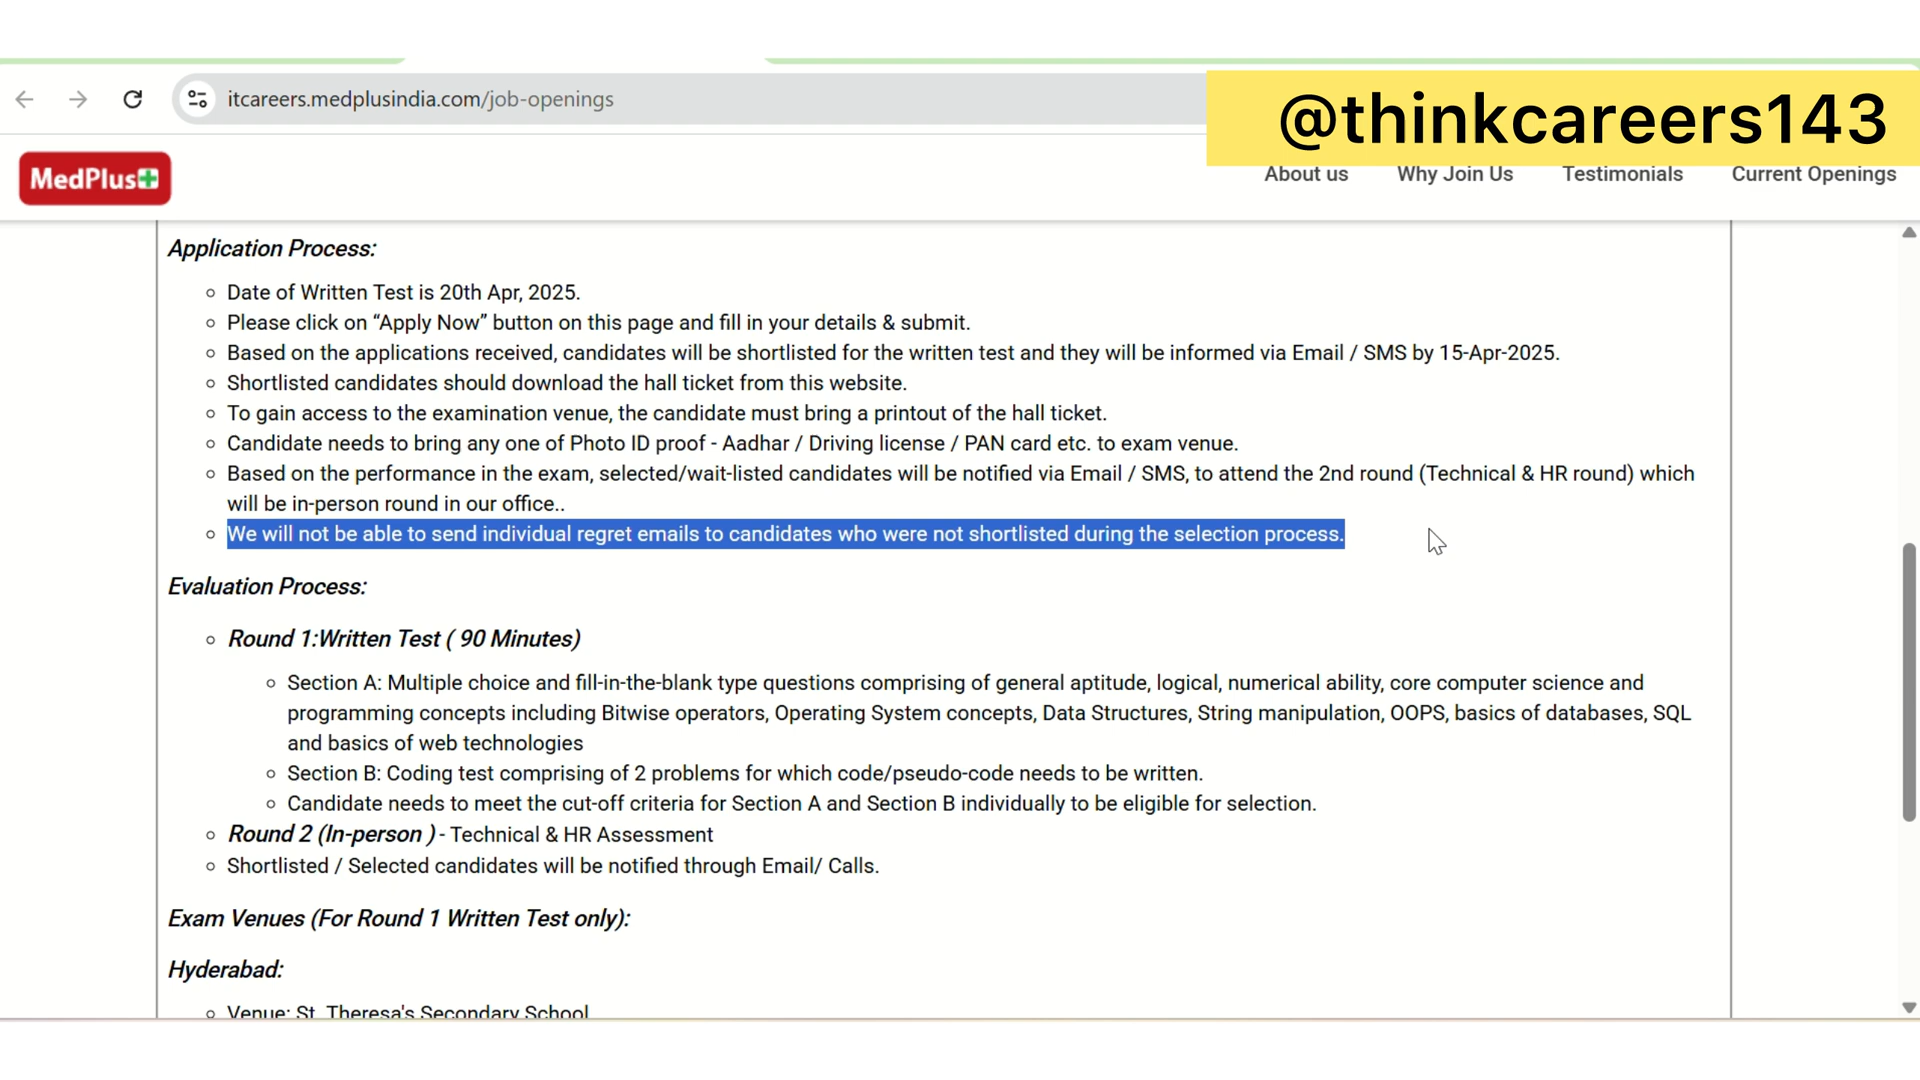 itcareers.medplusindia.com/job-openings
@thinkcareers143
MedPlus
About us Why Join Us Testimonials Current Openings
Application Process:
Date of Written Test is 20th Apr, 2025.
Please click on “Apply Now” button on this page and fill in your details & submit.
Based on the applications received, candidates will be shortlisted for the written test and they will be informed via Email / SMS by 15-Apr-2025.
Shortlisted candidates should download the hall ticket from this website.
To gain access to the examination venue, the candidate must bring a printout of the hall ticket.
Candidate needs to bring any one of Photo ID proof - Aadhar / Driving license / PAN card etc. to exam venue.
Based on the performance in the exam, selected/wait-listed candidates will be notified via Email / SMS, to attend the 2nd round (Technical & HR round) which
will be in-person round in our office..
We will not be able to send individual regret emails to candidates who were not shortlisted during the selection process.
Evaluation Process:
Round 1:Written Test ( 90 Minutes)
Section A: Multiple choice and fill-in-the-blank type questions comprising of general aptitude, logical, numerical ability, core computer science and
programming concepts including Bitwise operators, Operating System concepts, Data Structures, String manipulation, OOPS, basics of databases, SQL
and basics of web technologies
Section B: Coding test comprising of 2 problems for which code/pseudo-code needs to be written.
Candidate needs to meet the cut-off criteria for Section A and Section B individually to be eligible for selection.
Round 2 (In-person ) - Technical & HR Assessment
Shortlisted / Selected candidates will be notified through Email/ Calls.
Exam Venues (For Round 1 Written Test only):
Hyderabad:
Venue: St. Theresa's Secondary School